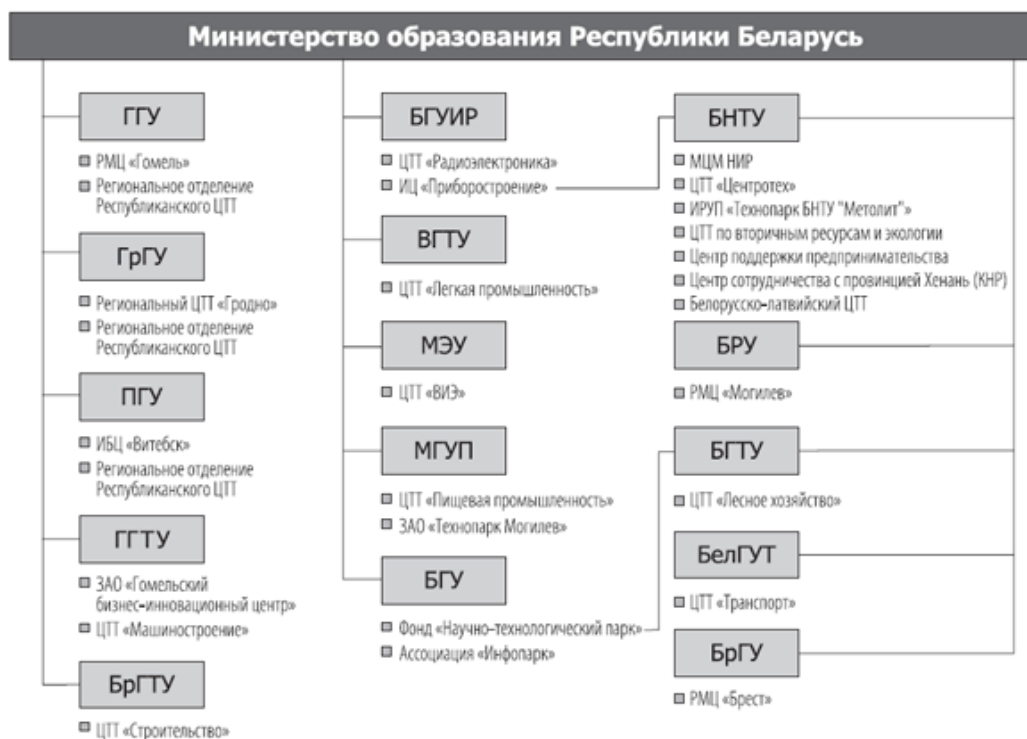 Министерство образования Республики Беларусь
ГГУ
РМЦ «Гомель»
Региональное отделение
Республиканского ЦТТ
ГрГУ
Региональный ЦТТ «Гродно»
Региональное отделение
Республиканского ЦТТ
ПГУ
ИБЦ «Витебск»
Региональное отделение
Республиканского ЦТТ
ГГТУ
ЗАО «Гомельский
бизнес-инновационный центр»
ЦТТ «Машиностроение»
БрГТУ
ЦТТ «Строительство»
БГУИР
ЦТТ «Радиоэлектроника»
ИЦ «Приборостроение»
ВГТУ
ЦТТ «Легкая промышленность»
МЭУ
ЦТТ «ВИЭ»
МГУП
ЦТТ «Пищевая промышленность»
ЗАО «Технопарк Могилев»
БГУ
Фонд «Научно-технологический парк»
Ассоциация «Инфопарк»
БНТУ
МЦМ НИР
ЦТТ «Центротех»
ИРУП «Технопарк БНТУ "Метолит"»
ЦТТ по вторичным ресурсам и экологии
Центр поддержки предпринимательства
Центр сотрудничества с провинцией Хенань (КНР)
Белорусско-латвийский ЦТТ
БРУ
РМЦ «Могилев»
БГТУ
ЦТТ «Лесное хозяйство»
БелГУТ
ЦТТ «Транспорт»
БрГУ
РМЦ «Брест»